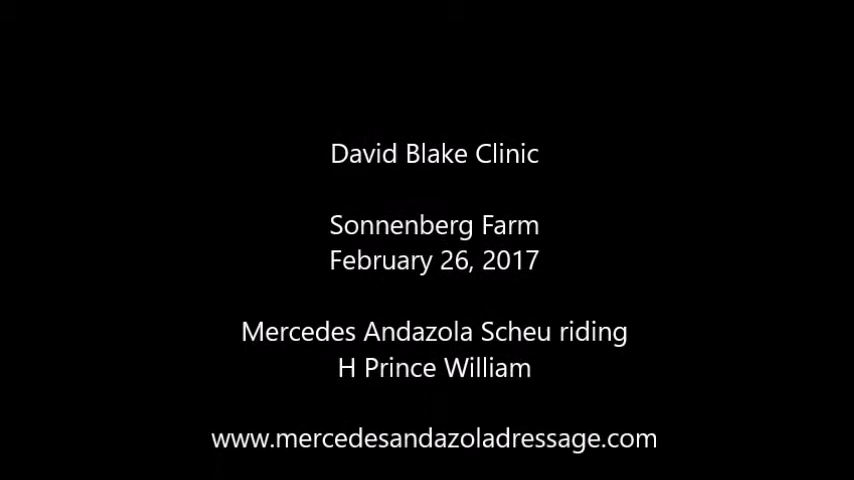 David Blake Clinic
Sonnenberg Farm
February 26, 2017
Mercedes Andazola Scheu riding
H Prince William
www.mercedesandazoladressage.com